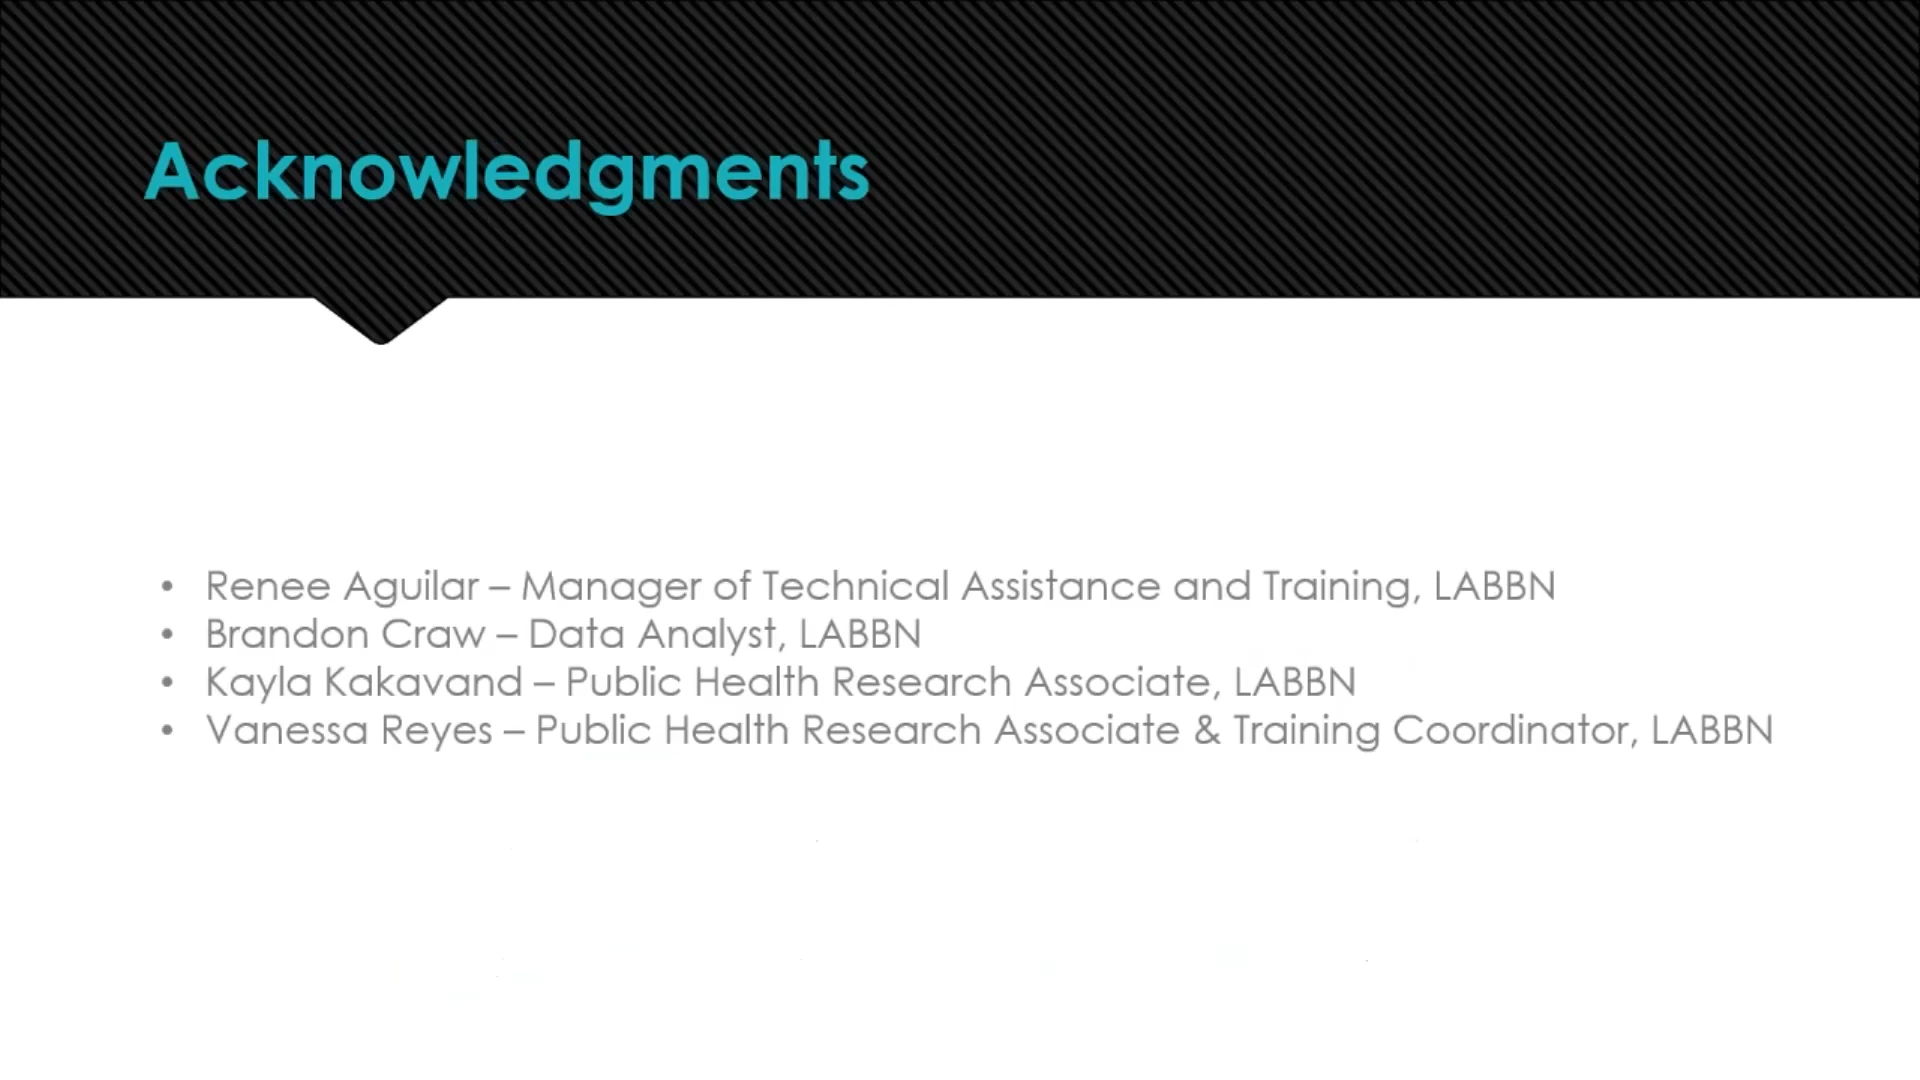 Acknowledgments
• Renee Aguilar – Manager of Technical Assistance and Training, LABBN
• Brandon Craw – Data Analyst, LABBN
• Kayla Kakavand – Public Health Research Associate, LABBN
• Vanessa Reyes – Public Health Research Associate & Training Coordinator, LABBN